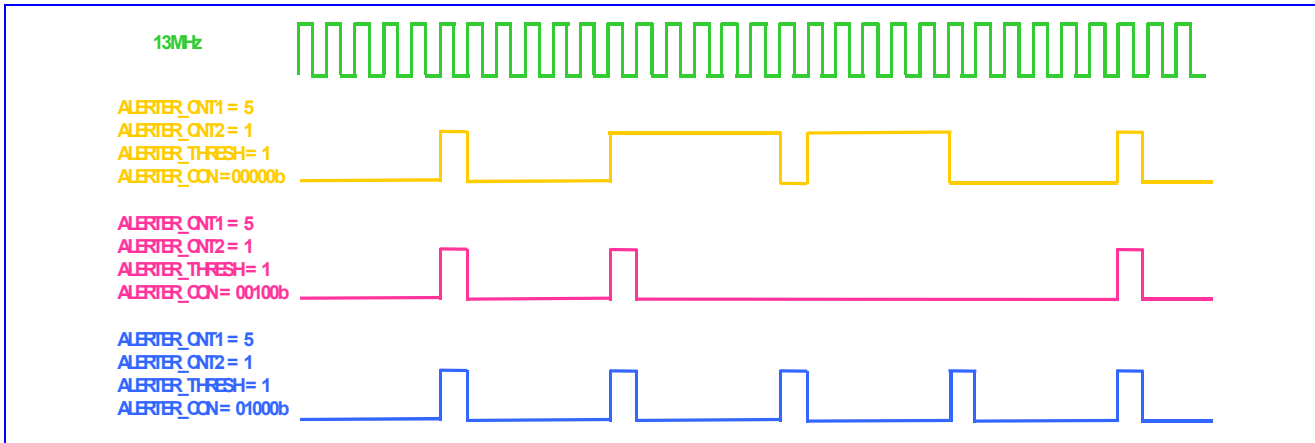 13MHz
ALERTER_CNT1 = 5
ALERTER_CNT2 = 1
ALERTER_THRESH = 1
ALERTER_CON = 00000b
ALERTER_CNT1 = 5
ALERTER_CNT2 = 1
ALERTER_THRESH = 1
ALERTER_CON = 00100b
ALERTER_CNT1 = 5
ALERTER_CNT2 = 1
ALERTER_THRESH = 1
ALERTER_CON = 01000b